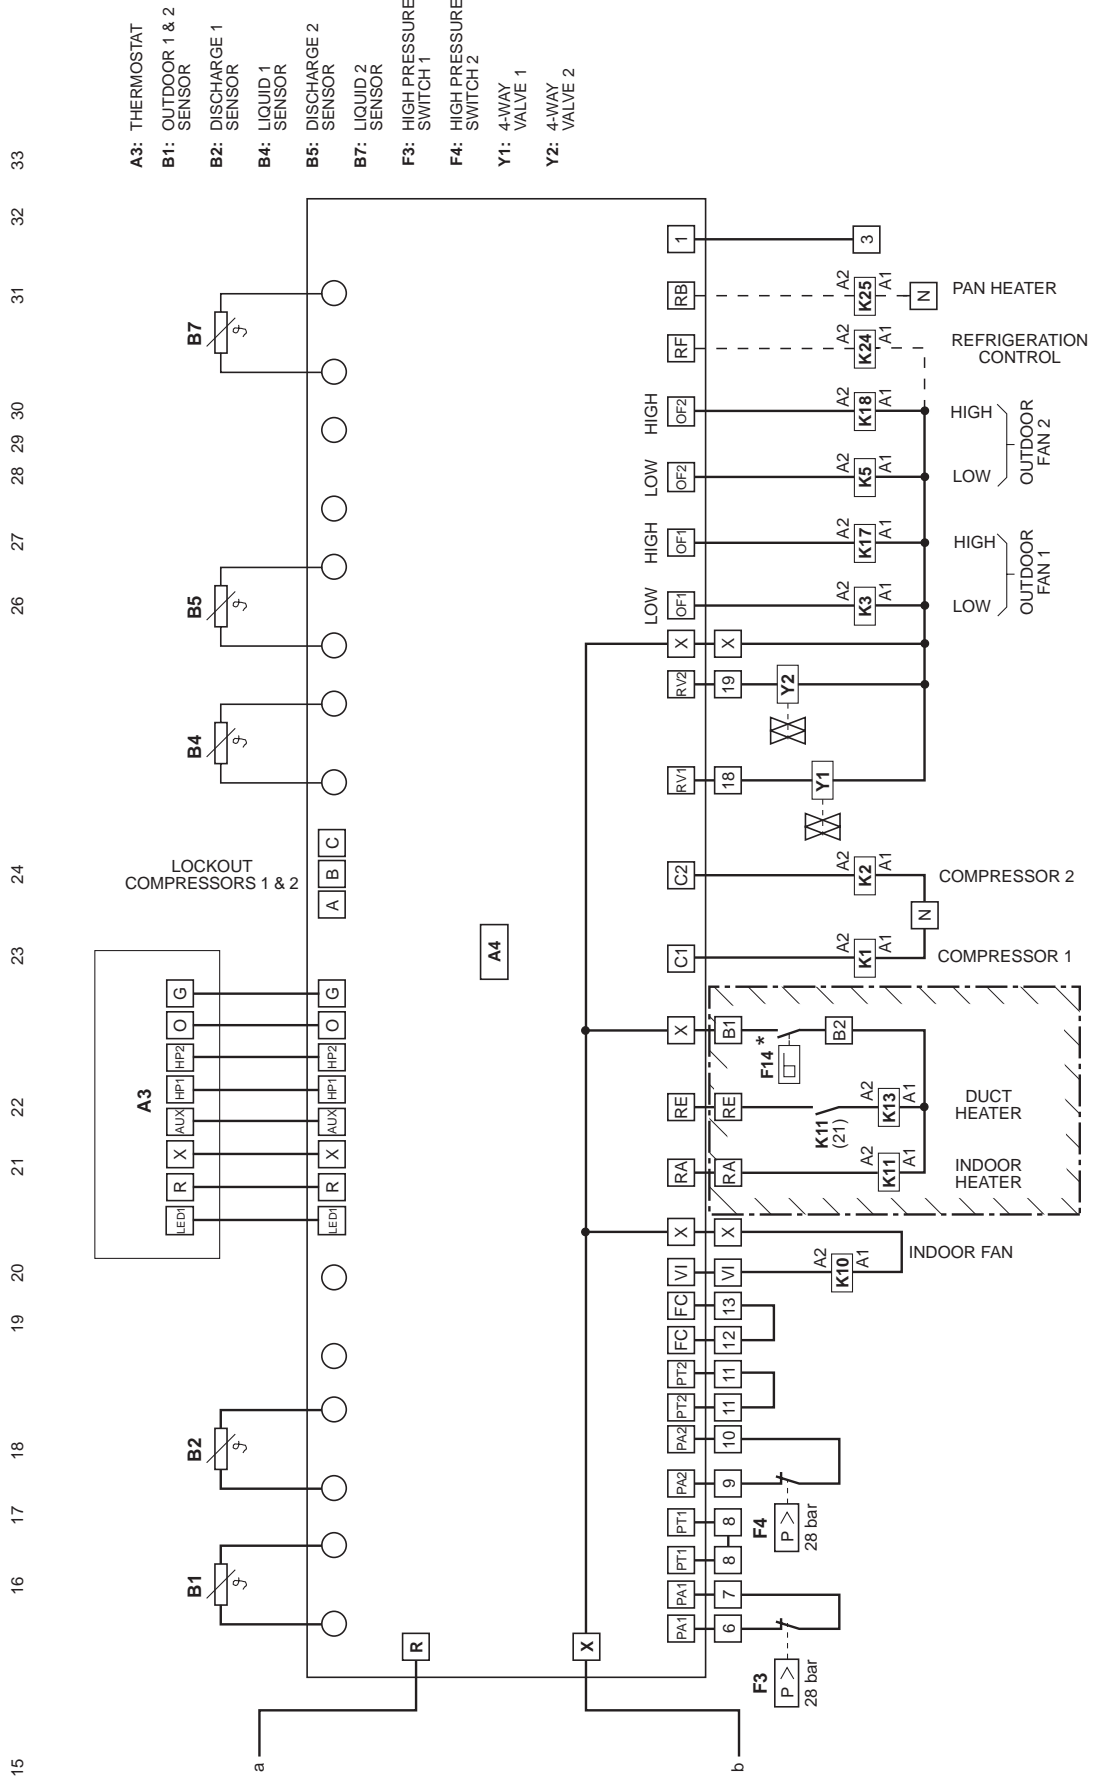 A3: THERMOSTAT
B1: OUTDOOR 1 & 2
SENSOR
B2: DISCHARGE 1
SENSOR
B4: LIQUID 1
SENSOR
B5: DISCHARGE 2
SENSOR
B7: LIQUID 2
SENSOR
F3: HIGH PRESSURE
SWITCH 1
F4: HIGH PRESSURE
SWITCH 2
Y1: 4-WAY
VALVE 1
Y2: 4-WAY
VALVE 2
33
32
31
30
29
28
27
26
24
23
22
21
20
19
18
17
16
15
B7
B5
B4
LOCKOUT
COMPRESSORS 1 & 2
C
B
A
A3
G G
O O
HP2 HP2
HP1 HP1
AUX AUX
X X
R R
LED1 LED1
B2
B1
A4
R
X
a
b
1 3
RB A2 K25 A1 N PAN HEATER
RF A2 K24 A1 REFRIGERATION
CONTROL
HIGH OF2 A2 K18 A1 HIGH
LOW OF2 A2 K5 A1 LOW
OUTDOOR
FAN 2
HIGH OF1 A2 K17 A1 HIGH
LOW OF1 A2 K3 A1 LOW
OUTDOOR
FAN 1
X X
RV2 19 Y2
RV1 18 Y1
C2 A2 K2 A1 COMPRESSOR 2
N
C1 A2 K1 A1 COMPRESSOR 1
X B1 F14 * B2
RE RE K11
(21)
A2 K13 A1 DUCT
HEATER
RA RA A2 K11 A1 INDOOR
HEATER
X X
VI VI A2 K10 A1 INDOOR FAN
FC 13
FC 12
PT2 11
PT2 11
PA2 10
PA2 9
F4 P >
28 bar
PT1 8
PT1 8
PA1 7
PA1 6
F3 P >
28 bar